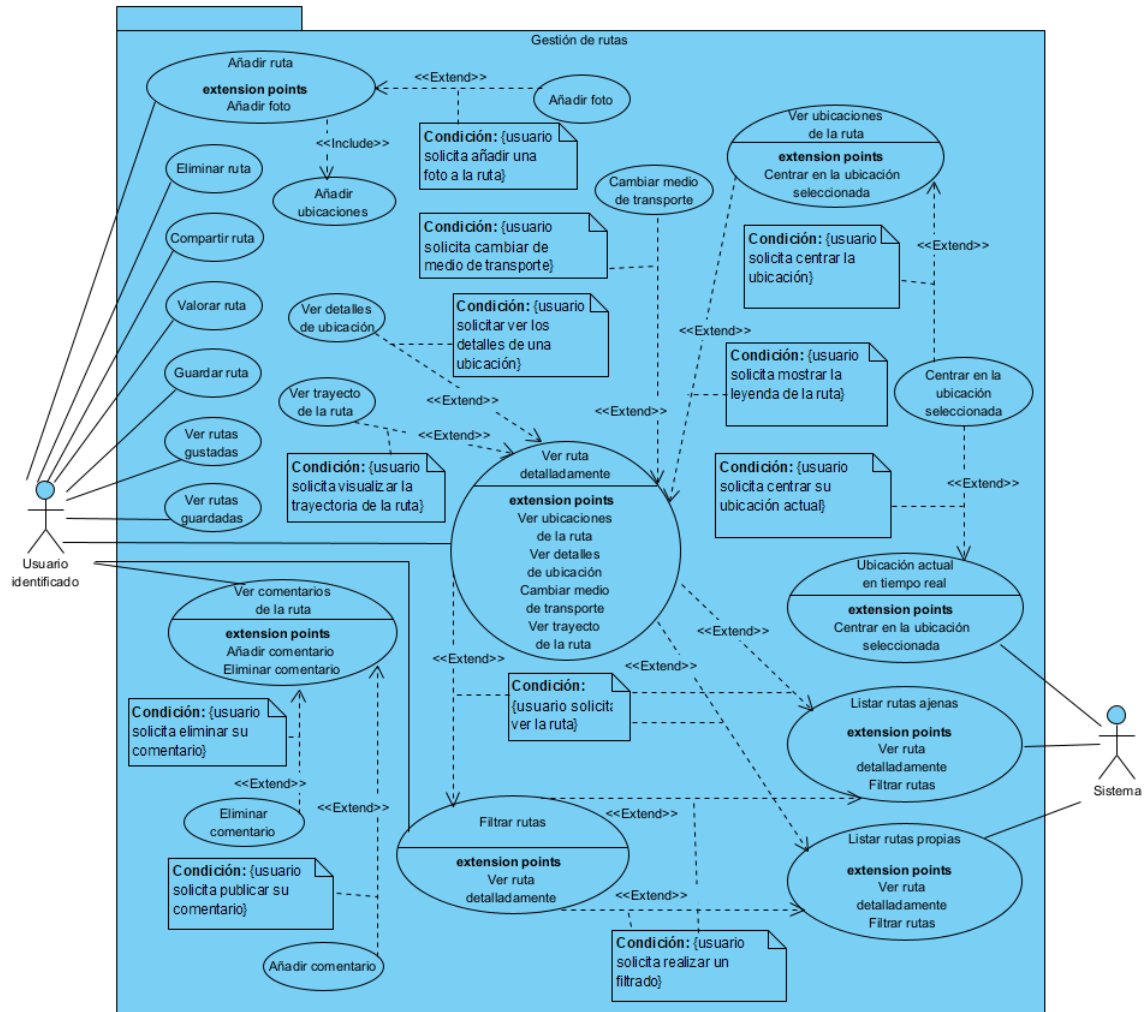 Gestión de rutas
Añadir ruta
extension points
Añadir foto
<<Extend>>
Añadir foto
Condición: {usuario
solicita añadir una
foto a la ruta}
<<Include>>
Añadir
ubicaciones
Ver ubicaciones
de la ruta
extension points
Centrar en la ubicación
seleccionada
Eliminar ruta
Cambiar medio
de transporte
Compartir ruta
Condición: {usuario
solicita cambiar de
medio de transporte}
Condición: {usuario
solicita centrar la
ubicación}
<<Extend>>
Valorar ruta
Ver detalles
de ubicación
Condición: {usuario
solicitar ver los
detalles de una
ubicación}
<<Extend>>
Guardar ruta
Condición: {usuario
solicita mostrar la
leyenda de la ruta}
Centrar en la
ubicación
seleccionada
Ver trayecto
de la ruta
<<Extend>>
<<Extend>>
<<Extend>>
Ver rutas
gustadas
Condición: {usuario
solicita visualizar la
trayectoria de la ruta}
Condición: {usuario
solicita centrar su
ubicación actual}
<<Extend>>
Ver rutas
guardadas
Ver ruta
detalladamente
extension points
Ver ubicaciones
de la ruta
Ver detalles
de ubicación
Cambiar medio
de transporte
Ver trayecto
de la ruta
Usuario
identificado
Ubicación actual
en tiempo real
extension points
Centrar en la ubicación
seleccionada
Ver comentarios
de la ruta
extension points
Añadir comentario
Eliminar comentario
<<Extend>>
<<Extend>>
<<Extend>>
Condición:
{usuario solicita
ver la ruta}
Listar rutas ajenas
extension points
Ver ruta
detalladamente
Filtrar rutas
Condición: {usuario
solicita eliminar su
comentario}
<<Extend>>
<<Extend>>
Eliminar
comentario
Sistema
Filtrar rutas
extension points
Ver ruta
detalladamente
<<Extend>>
Listar rutas propias
extension points
Ver ruta
detalladamente
Filtrar rutas
Condición: {usuario
solicita publicar su
comentario}
<<Extend>>
Condición: {usuario
solicita realizar un
filtrado}
Añadir comentario